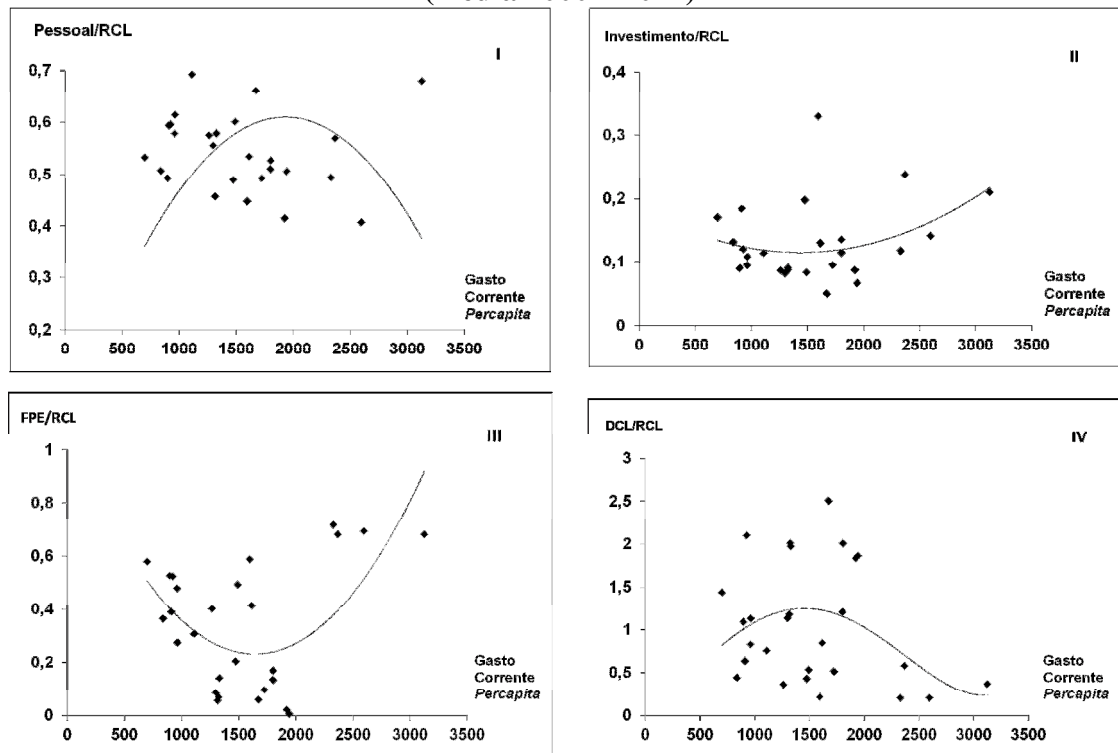 Pessoal/RCL
I
0,7
0,6
0,5
0,4
0,3
0,2
Gasto
Corrente
Percapita
0 500 1000 1500 2000 2500 3000 3500
Investimento/RCL
II
0,4
0,3
0,2
0,1
0
Gasto
Corrente
Percapita
0 500 1000 1500 2000 2500 3000 3500
FPE/RCL
III
1
0,8
0,6
0,4
0,2
0
Gasto
Corrente
Percapita
0 500 1000 1500 2000 2500 3000 3500
DCL/RCL
IV
3
2,5
2
1,5
1
0,5
0
Gasto
Corrente
Percapita
0 500 1000 1500 2000 2500 3000 3500